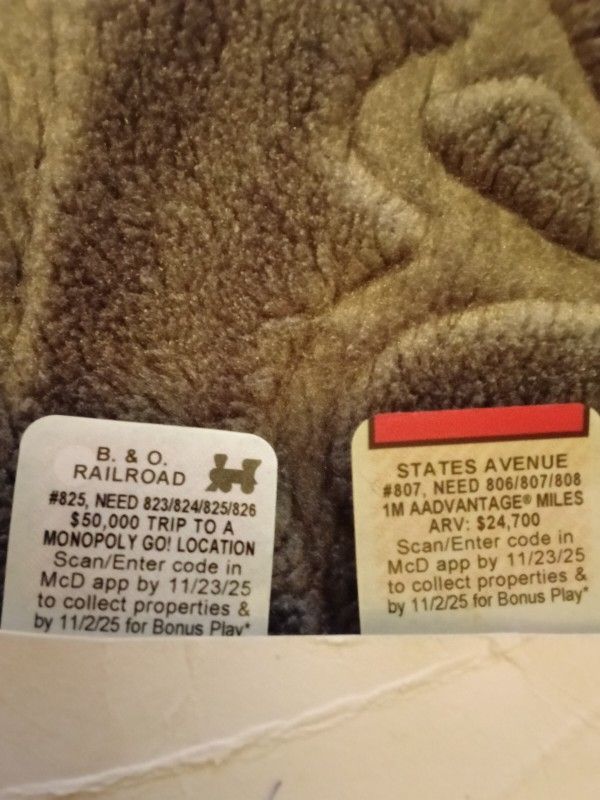 B. & O.
RAILROAD
#825, NEED 823/824/825/826
$50,000 TRIP TO A
MONOPOLY GO! LOCATION
Scan/Enter code in
McD app by 11/23/25
to collect properties &
by 11/2/25 for Bonus Play*
STATES AVENUE
#807, NEED 806/807/808
1M AADVANTAGE® MILES
ARV: $24,700
Scan/Enter code in
McD app by 11/23/25
to collect properties &
by 11/2/25 for Bonus Play*